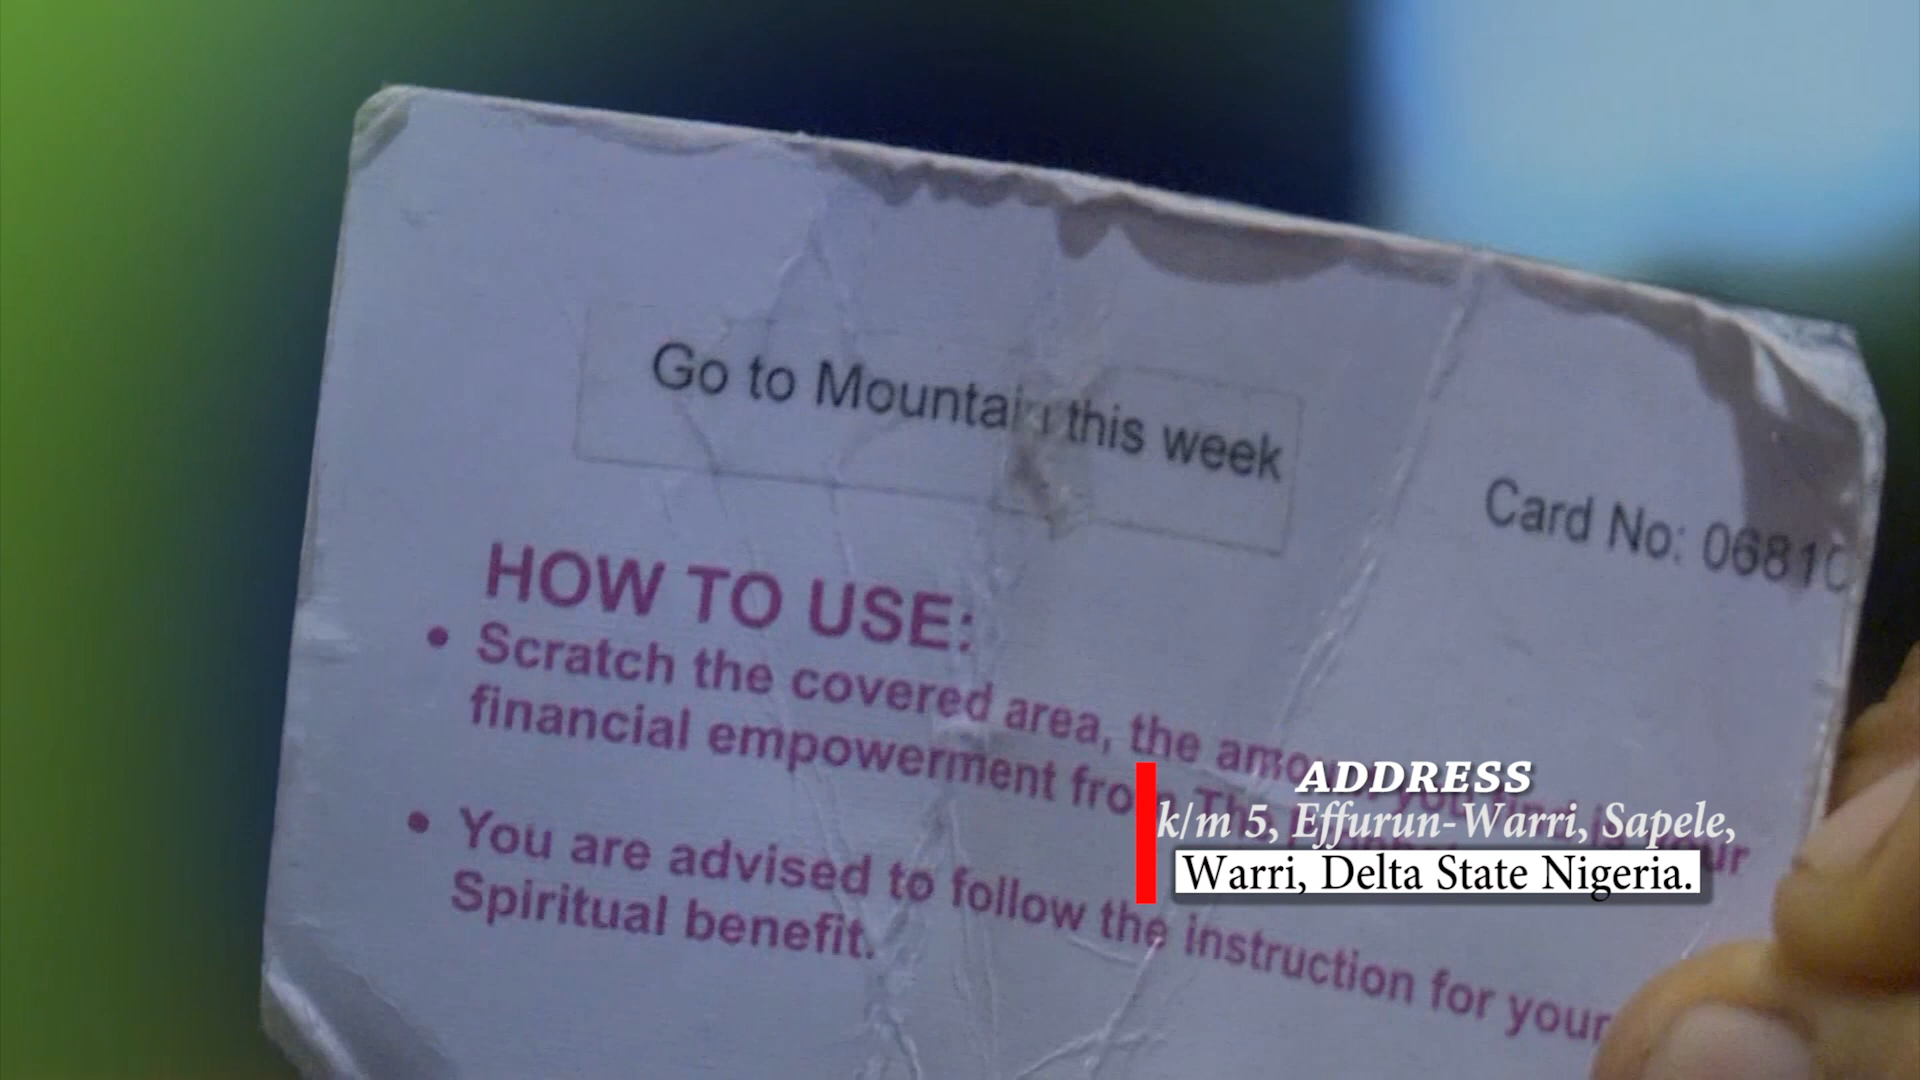 Go to Mountain this week
Card No: 0681
HOW TO USE:
• Scratch the covered area, the your
financial empowerment
• You are advised to follow the instruction for your
Spiritual benefit.
ADDRESS
k/m 5, Effurun-Warri, Sapele,
Warri, Delta State Nigeria.